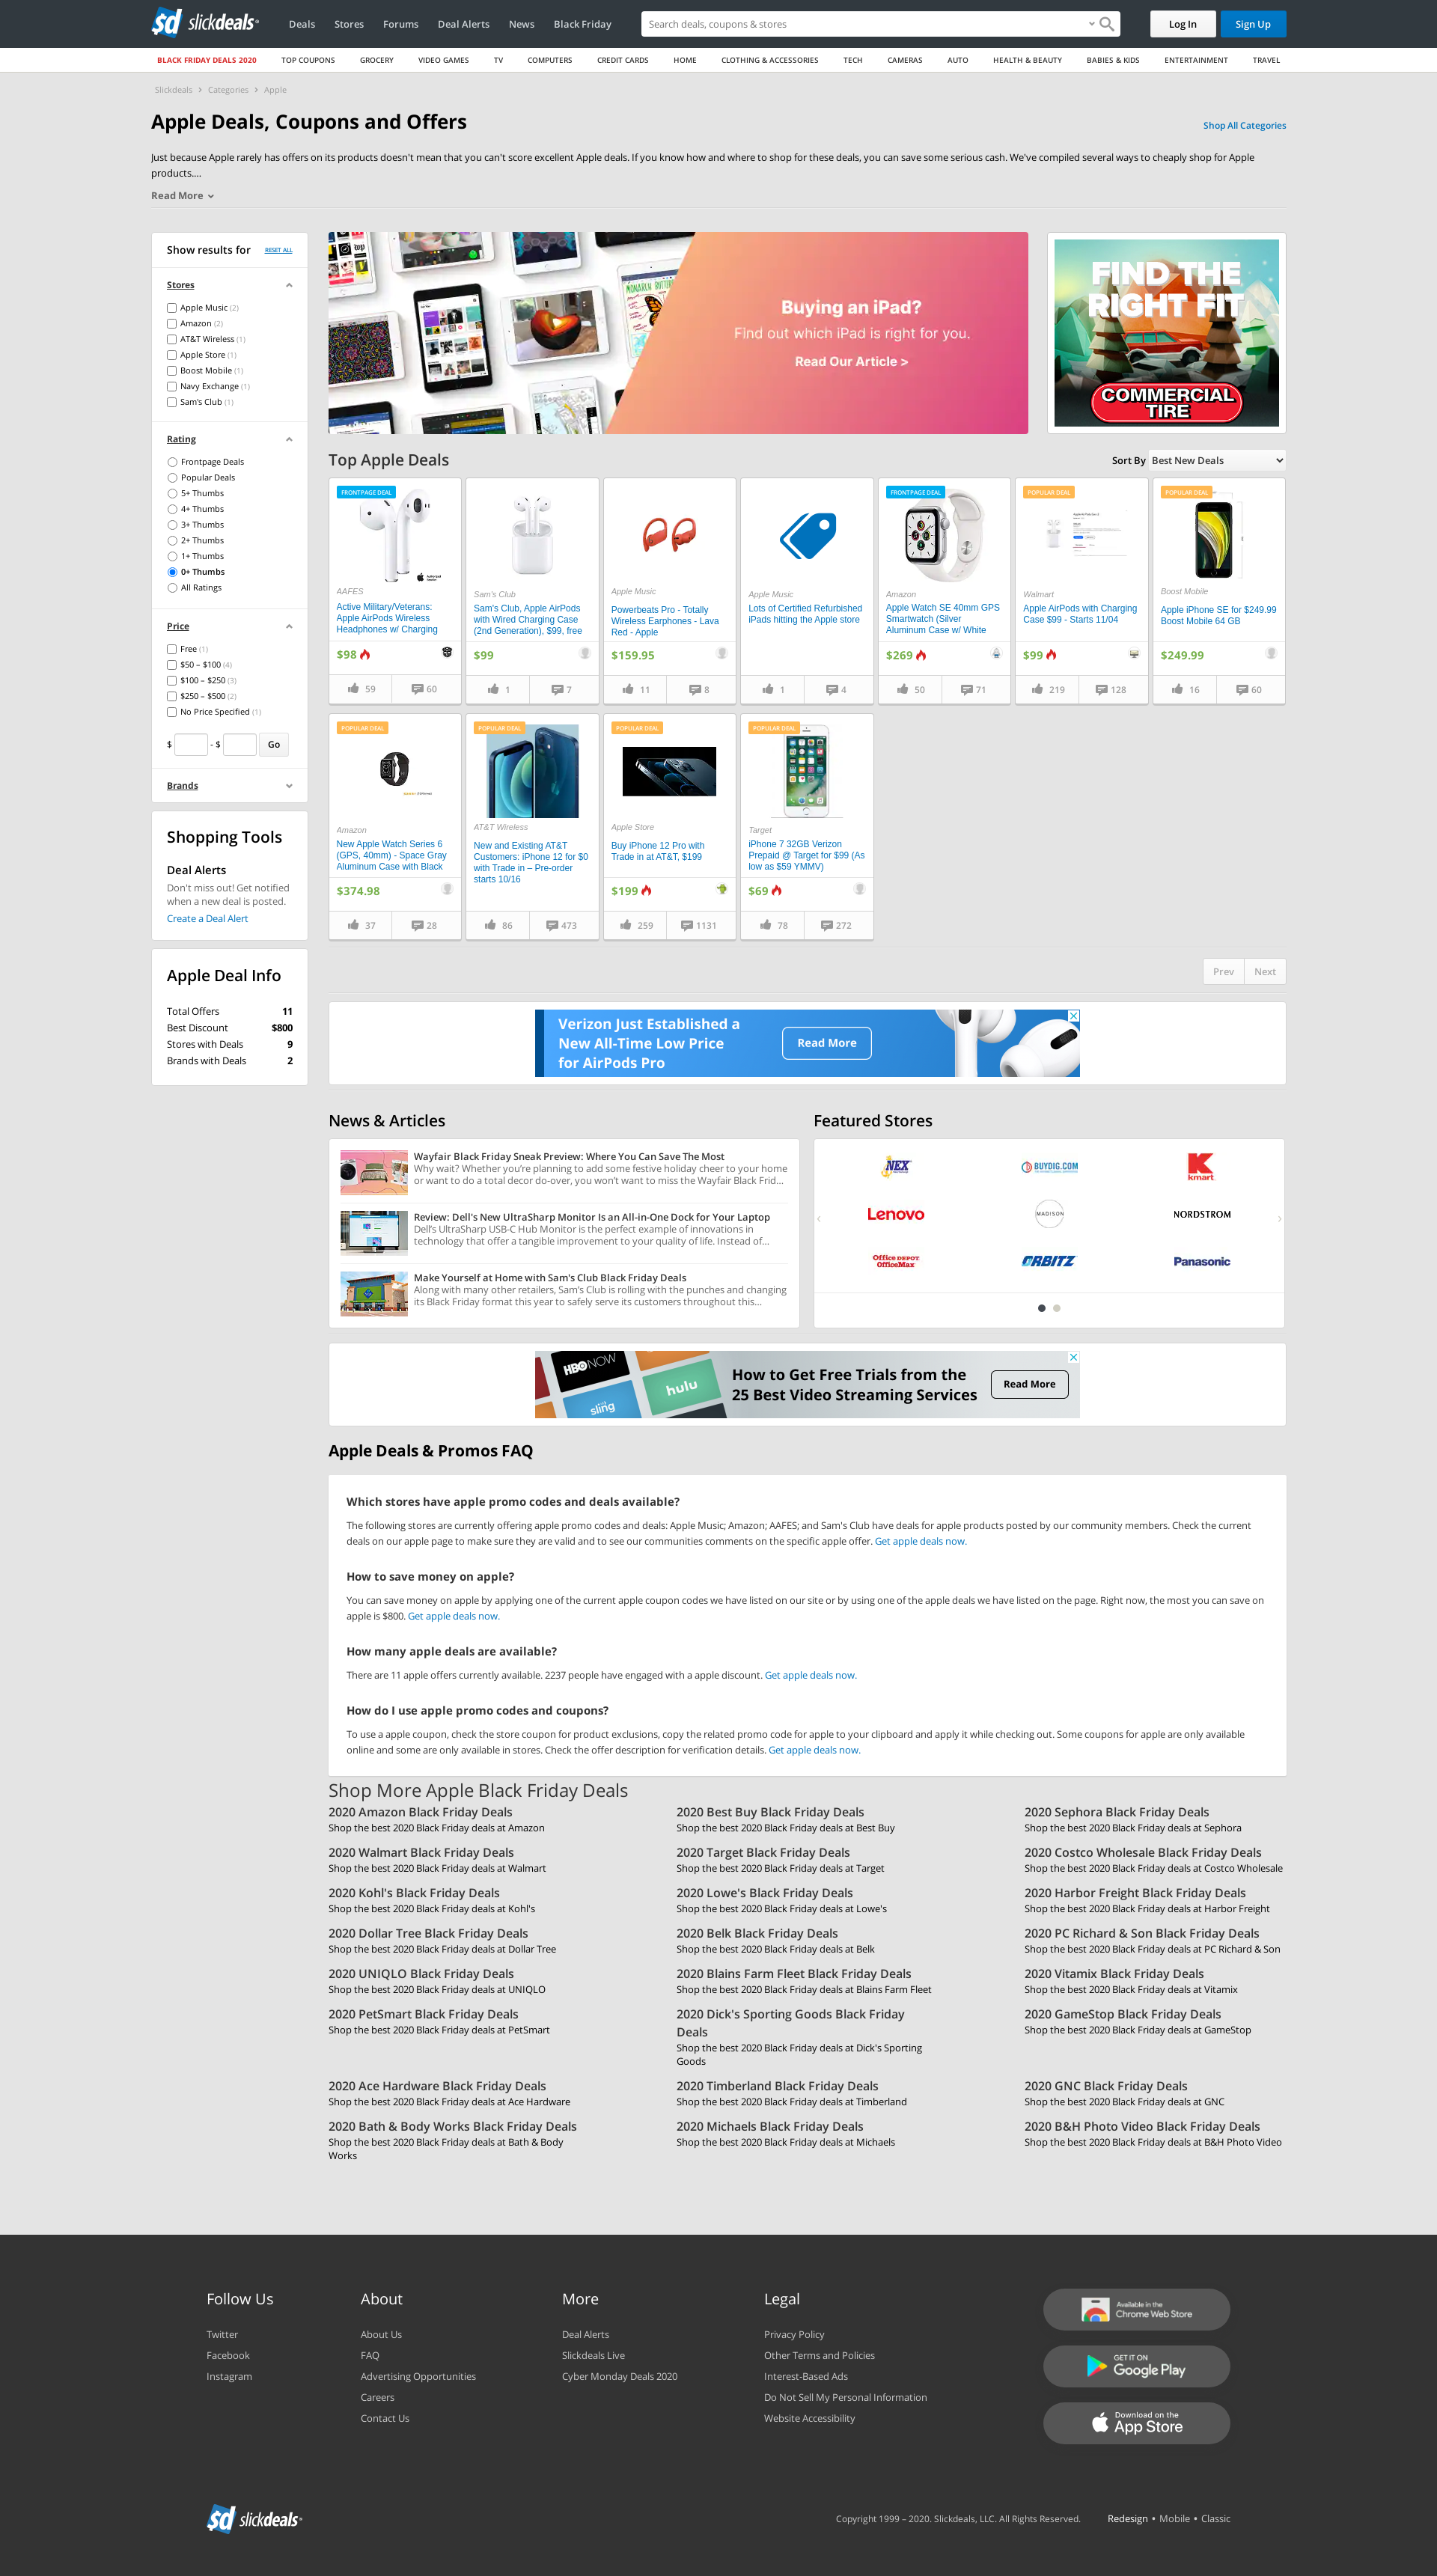 slickdeals
Deals
Stores
Forums
Deal Alerts
News
Black Friday
Search deals, coupons & stores
Log In
Sign Up
BLACK FRIDAY DEALS 2020
TOP COUPONS
GROCERY
VIDEO GAMES
TV
COMPUTERS
CREDIT CARDS
HOME
CLOTHING & ACCESSORIES
TECH
CAMERAS
AUTO
HEALTH & BEAUTY
BABIES & KIDS
ENTERTAINMENT
TRAVEL
Slickdeals > Categories > Apple
Apple Deals, Coupons and Offers
Shop All Categories
Just because Apple rarely has offers on its products doesn't mean that you can't score excellent Apple deals. If you know how and where to shop for these deals, you can save some serious cash. We've compiled several ways to cheaply shop for Apple
products....
Read More
Show results for
RESET ALL
Stores
Apple Music (2)
Amazon (2)
AT&T Wireless (1)
Apple Store (1)
Boost Mobile (1)
Navy Exchange (1)
Sam's Club (1)
Rating
Frontpage Deals
Popular Deals
5+ Thumbs
4+ Thumbs
3+ Thumbs
2+ Thumbs
1+ Thumbs
0+ Thumbs
All Ratings
Price
Free (1)
$50 – $100 (4)
$100 – $250 (3)
$250 – $500 (2)
No Price Specified (1)
$ - $ Go
Brands
Shopping Tools
Deal Alerts
Don't miss out! Get notified
when a new deal is posted.
Create a Deal Alert
Apple Deal Info
Total Offers 11
Best Discount $800
Stores with Deals 9
Brands with Deals 2
Buying an iPad?
Find out which iPad is right for you.
Read Our Article >
FIND THE
RIGHT FIT
COMMERCIAL
TIRE
Top Apple Deals
Sort By Best New Deals
FRONTPAGE DEAL
AAFES
Active Military/Veterans:
Apple AirPods Wireless
Headphones w/ Charging
$98
59
60
Sam's Club
Sam's Club, Apple AirPods
with Wired Charging Case
(2nd Generation), $99, free
$99
1
7
Apple Music
Powerbeats Pro - Totally
Wireless Earphones - Lava
Red - Apple
$159.95
11
8
Apple Music
Lots of Certified Refurbished
iPads hitting the Apple store
1
4
FRONTPAGE DEAL
Amazon
Apple Watch SE 40mm GPS
Smartwatch (Silver
Aluminum Case w/ White
$269
50
71
POPULAR DEAL
Walmart
Apple AirPods with Charging
Case $99 - Starts 11/04
$99
219
128
POPULAR DEAL
Boost Mobile
Apple iPhone SE for $249.99
Boost Mobile 64 GB
$249.99
16
60
POPULAR DEAL
Amazon
New Apple Watch Series 6
(GPS, 40mm) - Space Gray
Aluminum Case with Black
$374.98
37
28
POPULAR DEAL
AT&T Wireless
New and Existing AT&T
Customers: iPhone 12 for $0
with Trade in – Pre-order
starts 10/16
86
473
POPULAR DEAL
Apple Store
Buy iPhone 12 Pro with
Trade in at AT&T, $199
$199
259
1131
POPULAR DEAL
Target
iPhone 7 32GB Verizon
Prepaid @ Target for $99 (As
low as $59 YMMV)
$69
78
272
Prev
Next
Verizon Just Established a
New All-Time Low Price
for AirPods Pro
Read More
News & Articles
Wayfair Black Friday Sneak Preview: Where You Can Save The Most
Why wait? Whether you're planning to add some festive holiday cheer to your home
or want to do a total decor do-over, you won't want to miss the Wayfair Black Frid...
Review: Dell's New UltraSharp Monitor Is an All-in-One Dock for Your Laptop
Dell's UltraSharp USB-C Hub Monitor is the perfect example of innovations in
technology that offer a tangible improvement to your quality of life. Instead of...
Make Yourself at Home with Sam's Club Black Friday Deals
Along with many other retailers, Sam's Club is rolling with the punches and changing
its Black Friday format this year to safely serve its customers throughout this...
Featured Stores
NEX
BUYDIG.COM
kmart
Lenovo
MADISON
NORDSTROM
Office DEPOT
OfficeMax
ORBITZ
Panasonic
HBO NOW
hulu
sling
How to Get Free Trials from the
25 Best Video Streaming Services
Read More
Apple Deals & Promos FAQ
Which stores have apple promo codes and deals available?
The following stores are currently offering apple promo codes and deals: Apple Music; Amazon; AAFES; and Sam's Club have deals for apple products posted by our community members. Check the current
deals on our apple page to make sure they are valid and to see our communities comments on the specific apple offer. Get apple deals now.
How to save money on apple?
You can save money on apple by applying one of the current apple coupon codes we have listed on our site or by using one of the apple deals we have listed on the page. Right now, the most you can save on
apple is $800. Get apple deals now.
How many apple deals are available?
There are 11 apple offers currently available. 2237 people have engaged with a apple discount. Get apple deals now.
How do I use apple promo codes and coupons?
To use a apple coupon, check the store coupon for product exclusions, copy the related promo code for apple to your clipboard and apply it while checking out. Some coupons for apple are only available
online and some are only available in stores. Check the offer description for verification details. Get apple deals now.
Shop More Apple Black Friday Deals
2020 Amazon Black Friday Deals
Shop the best 2020 Black Friday deals at Amazon
2020 Best Buy Black Friday Deals
Shop the best 2020 Black Friday deals at Best Buy
2020 Sephora Black Friday Deals
Shop the best 2020 Black Friday deals at Sephora
2020 Walmart Black Friday Deals
Shop the best 2020 Black Friday deals at Walmart
2020 Target Black Friday Deals
Shop the best 2020 Black Friday deals at Target
2020 Costco Wholesale Black Friday Deals
Shop the best 2020 Black Friday deals at Costco Wholesale
2020 Kohl's Black Friday Deals
Shop the best 2020 Black Friday deals at Kohl's
2020 Lowe's Black Friday Deals
Shop the best 2020 Black Friday deals at Lowe's
2020 Harbor Freight Black Friday Deals
Shop the best 2020 Black Friday deals at Harbor Freight
2020 Dollar Tree Black Friday Deals
Shop the best 2020 Black Friday deals at Dollar Tree
2020 Belk Black Friday Deals
Shop the best 2020 Black Friday deals at Belk
2020 PC Richard & Son Black Friday Deals
Shop the best 2020 Black Friday deals at PC Richard & Son
2020 UNIQLO Black Friday Deals
Shop the best 2020 Black Friday deals at UNIQLO
2020 Blains Farm Fleet Black Friday Deals
Shop the best 2020 Black Friday deals at Blains Farm Fleet
2020 Vitamix Black Friday Deals
Shop the best 2020 Black Friday deals at Vitamix
2020 PetSmart Black Friday Deals
Shop the best 2020 Black Friday deals at PetSmart
2020 Dick's Sporting Goods Black Friday
Deals
Shop the best 2020 Black Friday deals at Dick's Sporting
Goods
2020 GameStop Black Friday Deals
Shop the best 2020 Black Friday deals at GameStop
2020 Ace Hardware Black Friday Deals
Shop the best 2020 Black Friday deals at Ace Hardware
2020 Timberland Black Friday Deals
Shop the best 2020 Black Friday deals at Timberland
2020 GNC Black Friday Deals
Shop the best 2020 Black Friday deals at GNC
2020 Bath & Body Works Black Friday Deals
Shop the best 2020 Black Friday deals at Bath & Body
Works
2020 Michaels Black Friday Deals
Shop the best 2020 Black Friday deals at Michaels
2020 B&H Photo Video Black Friday Deals
Shop the best 2020 Black Friday deals at B&H Photo Video
Follow Us
Twitter
Facebook
Instagram
About
About Us
FAQ
Advertising Opportunities
Careers
Contact Us
More
Deal Alerts
Slickdeals Live
Cyber Monday Deals 2020
Legal
Privacy Policy
Other Terms and Policies
Interest-Based Ads
Do Not Sell My Personal Information
Website Accessibility
Available in the
Chrome Web Store
GET IT ON
Google Play
Download on the
App Store
slickdeals
Copyright 1999 – 2020. Slickdeals, LLC. All Rights Reserved.
Redesign • Mobile • Classic